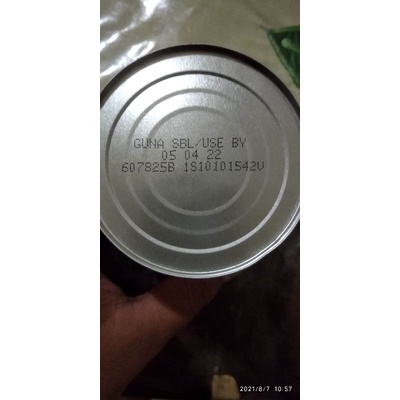 GUNA SBL/USE BY
05 04 22
607825B 1S10101542V
2021/8/7 10:57